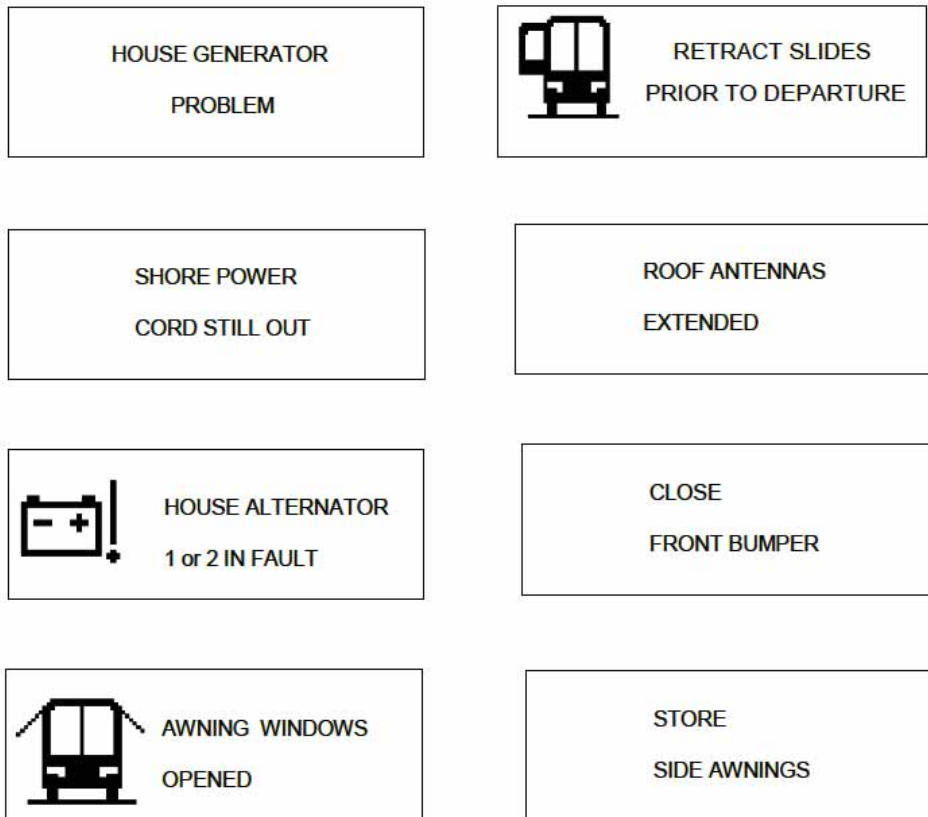 HOUSE GENERATOR
PROBLEM
RETRACT SLIDES
PRIOR TO DEPARTURE
SHORE POWER
CORD STILL OUT
ROOF ANTENNAS
EXTENDED
HOUSE ALTERNATOR
1 or 2 IN FAULT
CLOSE
FRONT BUMPER
AWNING WINDOWS
OPENED
STORE
SIDE AWNINGS